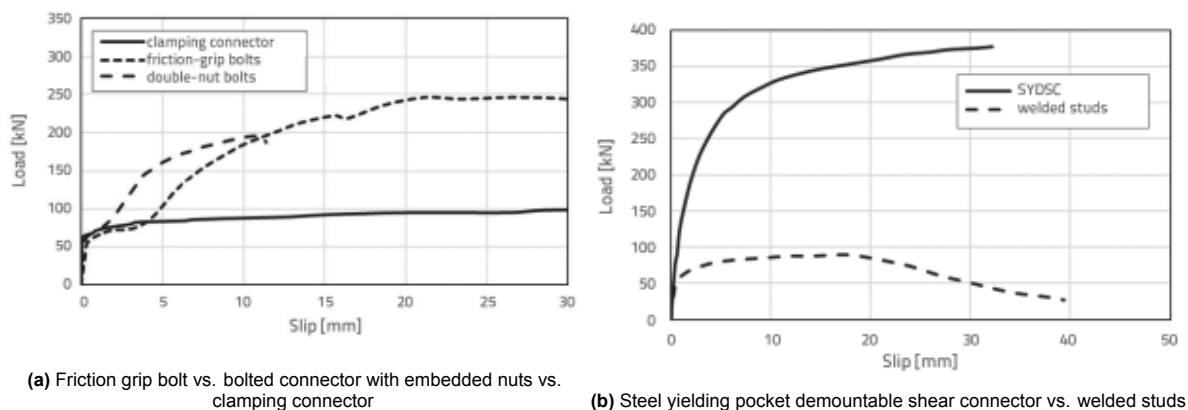 350
300
250
200
150
100
50
0
Load [kN]
clamping connector
friction-grip bolts
double-nut bolts
0 5 10 15 20 25 30
Slip [mm]
(a) Friction grip bolt vs. bolted connector with embedded nuts vs.
clamping connector
400
350
300
250
200
150
100
50
0
Load [kN]
SYDSC
welded studs
0 10 20 30 40 50
Slip [mm]
(b) Steel yielding pocket demountable shear connector vs. welded studs